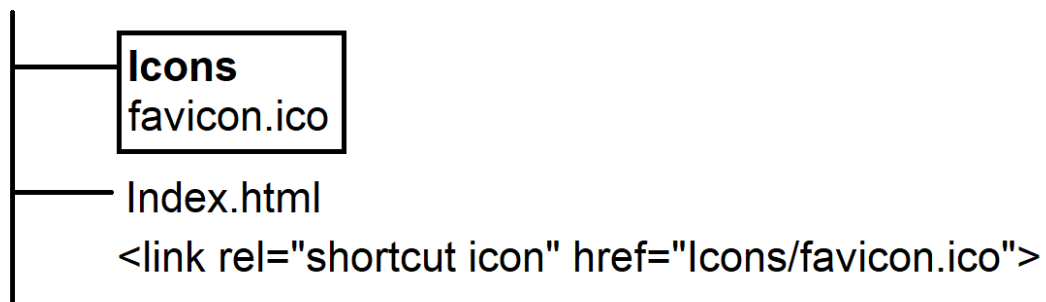 Icons
favicon.ico
Index.html
<link rel="shortcut icon" href="Icons/favicon.ico">